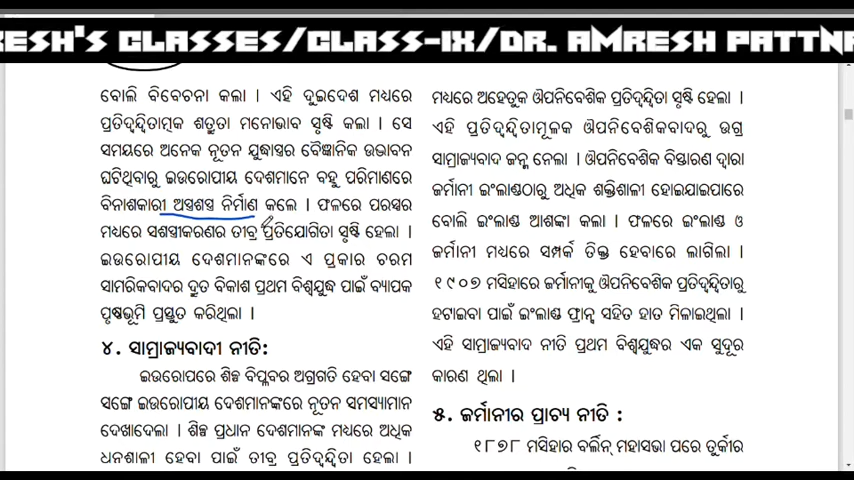 KESH'S CLASSES/CLASS-IX/DR. AMRESH PATTNA
ବୋଲି ବିବେଚନା କଲା । ଏହି ଦୁଇଦେଶ ମଧ୍ୟରେ
ପ୍ରତିଦ୍ୱନ୍ଦ୍ୱିତାତ୍ମକ ଶତ୍ରୁତା ମନୋଭାବ ସୃଷ୍ଟି କଲା । ସେ
ସମୟରେ ଅନେକ ନୂତନ ଯୁଦ୍ଧାସ୍ତ୍ରର ବୈଜ୍ଞାନିକ ଉଦ୍ଭାବନ
ଘଟିଥିବାରୁ ଇଉରୋପୀୟ ଦେଶମାନେ ବହୁ ପରିମାଣରେ
ବିନାଶକାରୀ ଅସ୍ତ୍ରଶସ୍ତ୍ର ନିର୍ମାଣ କଲେ । ଫଳରେ ପରସ୍ପର
ମଧ୍ୟରେ ସଶସ୍ତ୍ରୀକରଣର ତୀବ୍ର ପ୍ରତିଯୋଗିତା ସୃଷ୍ଟି ହେଲା ।
ଇଉରୋପୀୟ ଦେଶମାନଙ୍କରେ ଏ ପ୍ରକାର ଚରମ
ସାମରିକବାଦର ଦ୍ରୁତ ବିକାଶ ପ୍ରଥମ ବିଶ୍ୱଯୁଦ୍ଧ ପାଇଁ ବ୍ୟାପକ
ପୃଷ୍ଠଭୂମି ପ୍ରସ୍ତୁତ କରିଥିଲା ।
୪. ସାମ୍ରାଜ୍ୟବାଦୀ ନୀତି:
ଇଉରୋପରେ ଶିଳ୍ପ ବିପ୍ଳବର ଅଗ୍ରଗତି ହେବା ସଙ୍ଗେ
ସଙ୍ଗେ ଇଉରୋପୀୟ ଦେଶମାନଙ୍କରେ ନୂତନ ସମସ୍ୟାମାନ
ଦେଖାଦେଲା । ଶିଳ୍ପ ପ୍ରଧାନ ଦେଶମାନଙ୍କ ମଧ୍ୟରେ ଅଧିକ
ଧନଶାଳୀ ହେବା ପାଇଁ ତୀବ୍ର ପ୍ରତିଦ୍ୱନ୍ଦ୍ୱିତା ହେଲା ।
ମଧ୍ୟରେ ଅହେତୁକ ଔପନିବେଶିକ ପ୍ରତିଦ୍ୱନ୍ଦ୍ୱିତା ସୃଷ୍ଟି ହେଲା ।
ଏହି ପ୍ରତିଦ୍ୱନ୍ଦ୍ୱିତାମୂଳକ ଔପନିବେଶିକବାଦରୁ ଉଗ୍ର
ସାମ୍ରାଜ୍ୟବାଦ ଜନ୍ମ ନେଲା । ଔପନିବେଶିକ ବିସ୍ତାରଣ ଦ୍ୱାରା
ଜର୍ମାନୀ ଇଂଲଣ୍ଡଠାରୁ ଅଧିକ ଶକ୍ତିଶାଳୀ ହୋଇଯାଇପାରେ
ବୋଲି ଇଂଲଣ୍ଡ ଆଶଙ୍କା କଲା । ଫଳରେ ଇଂଲଣ୍ଡ ଓ
ଜର୍ମାନୀ ମଧ୍ୟରେ ସମ୍ପର୍କ ତିକ୍ତ ହେବାରେ ଲାଗିଲା ।
୧୯୦୭ ମସିହାରେ ଜର୍ମାନୀକୁ ଔପନିବେଶିକ ପ୍ରତିଦ୍ୱନ୍ଦ୍ୱିତାରୁ
ହଟାଇବା ପାଇଁ ଇଂଲଣ୍ଡ ଫ୍ରାନ୍ସ ସହିତ ହାତ ମିଳାଇଥିଲା ।
ଏହି ସାମ୍ରାଜ୍ୟବାଦ ନୀତି ପ୍ରଥମ ବିଶ୍ୱଯୁଦ୍ଧର ଏକ ସୁଦୂର
କାରଣ ଥିଲା ।
୫. ଜର୍ମାନୀର ପ୍ରାଚ୍ୟ ନୀତି :
୧୮୭୮ ମସିହାର ବର୍ଲିନ୍ ମହାସଭା ପରେ ତୁର୍କୀର